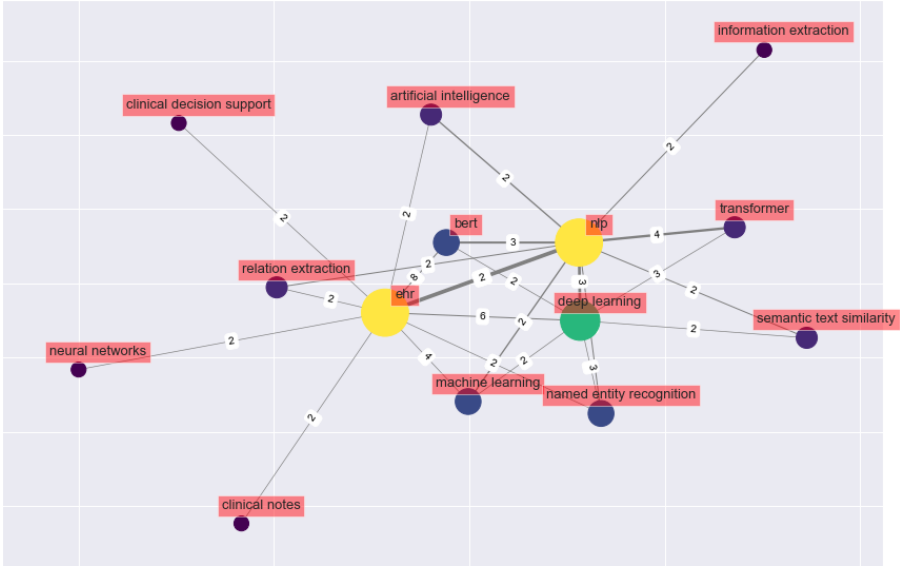 information extraction
artificial intelligence
clinical decision support
2
2
2
2
transformer
bert
nlp
4
3
relation extraction
2
8
2
3
2
3
2
ehr
2
deep learning
6
2
2
semantic text similarity
neural networks
2
4
2
2
3
machine learning
named entity recognition
2
clinical notes